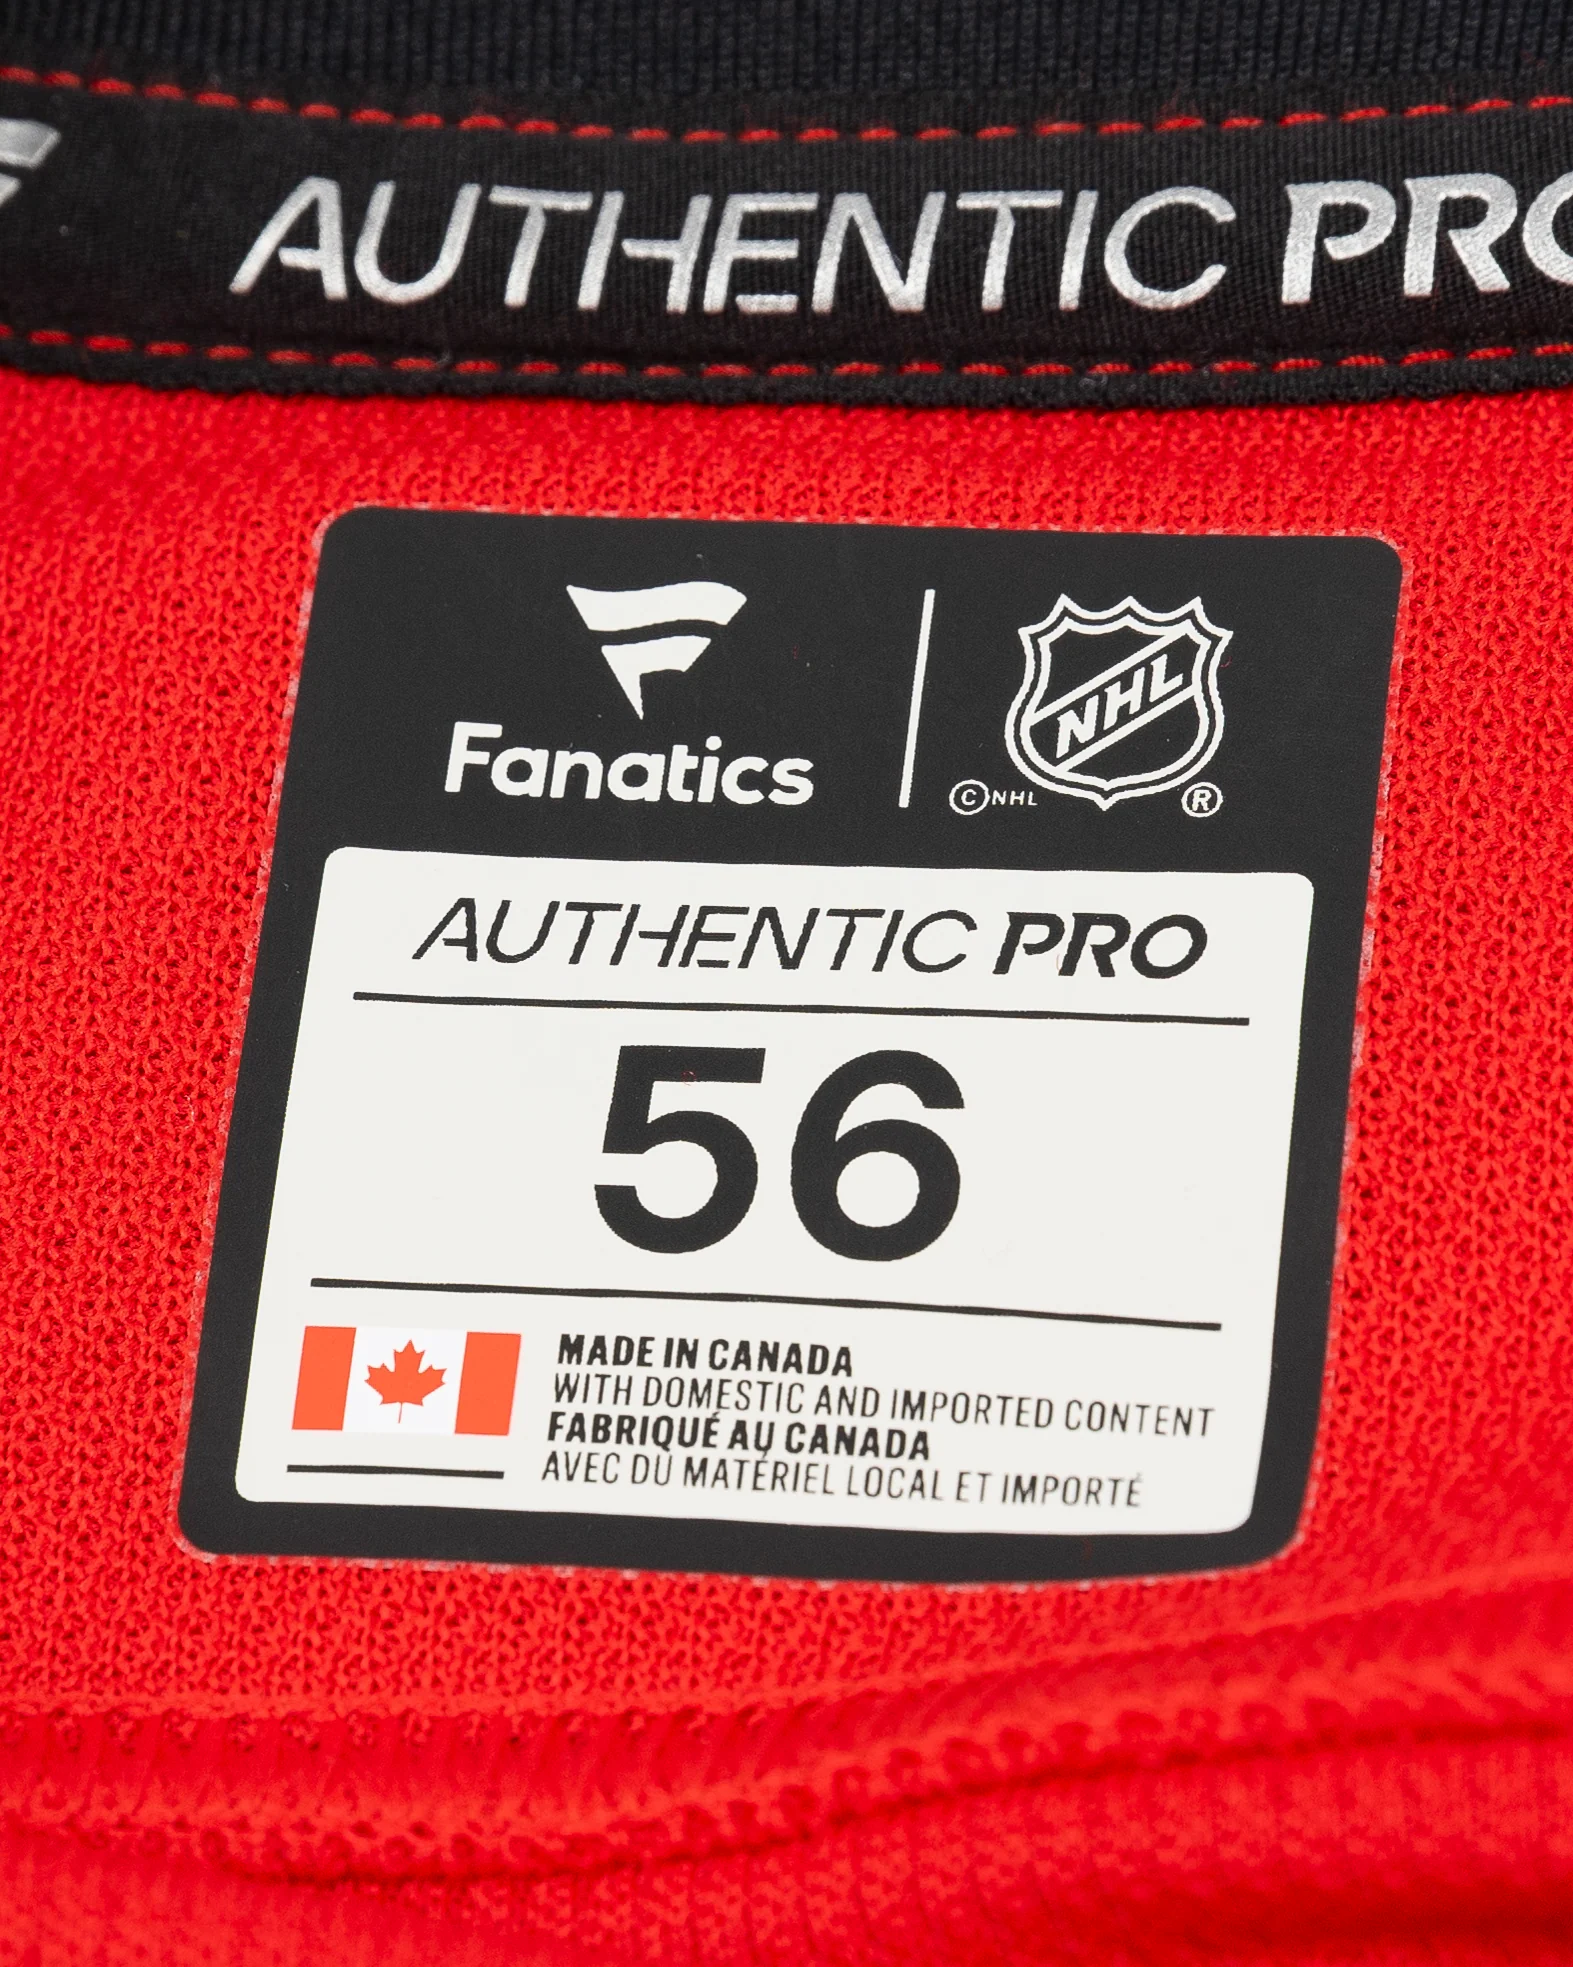 AUTHENTIC PRO
Fanatics
NHL
©NHL ®
AUTHENTIC PRO
56
MADE IN CANADA
WITH DOMESTIC AND IMPORTED CONTENT
FABRIQUÉ AU CANADA
AVEC DU MATÉRIEL LOCAL ET IMPORTÉ